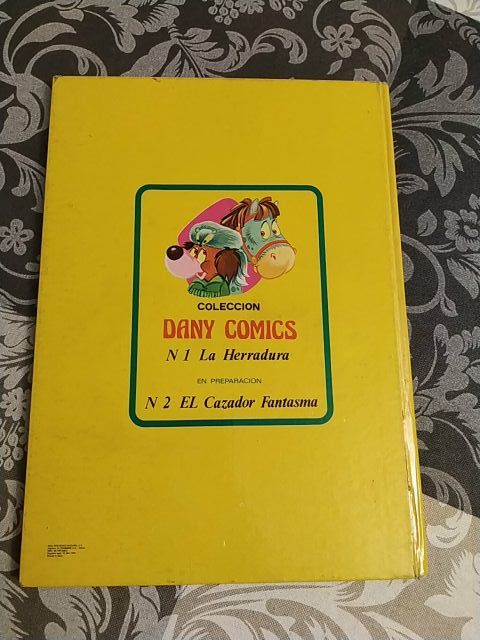 COLECCION
DANY COMICS
N 1 La Herradura
EN PREPARACION
N 2 EL Cazador Fantasma